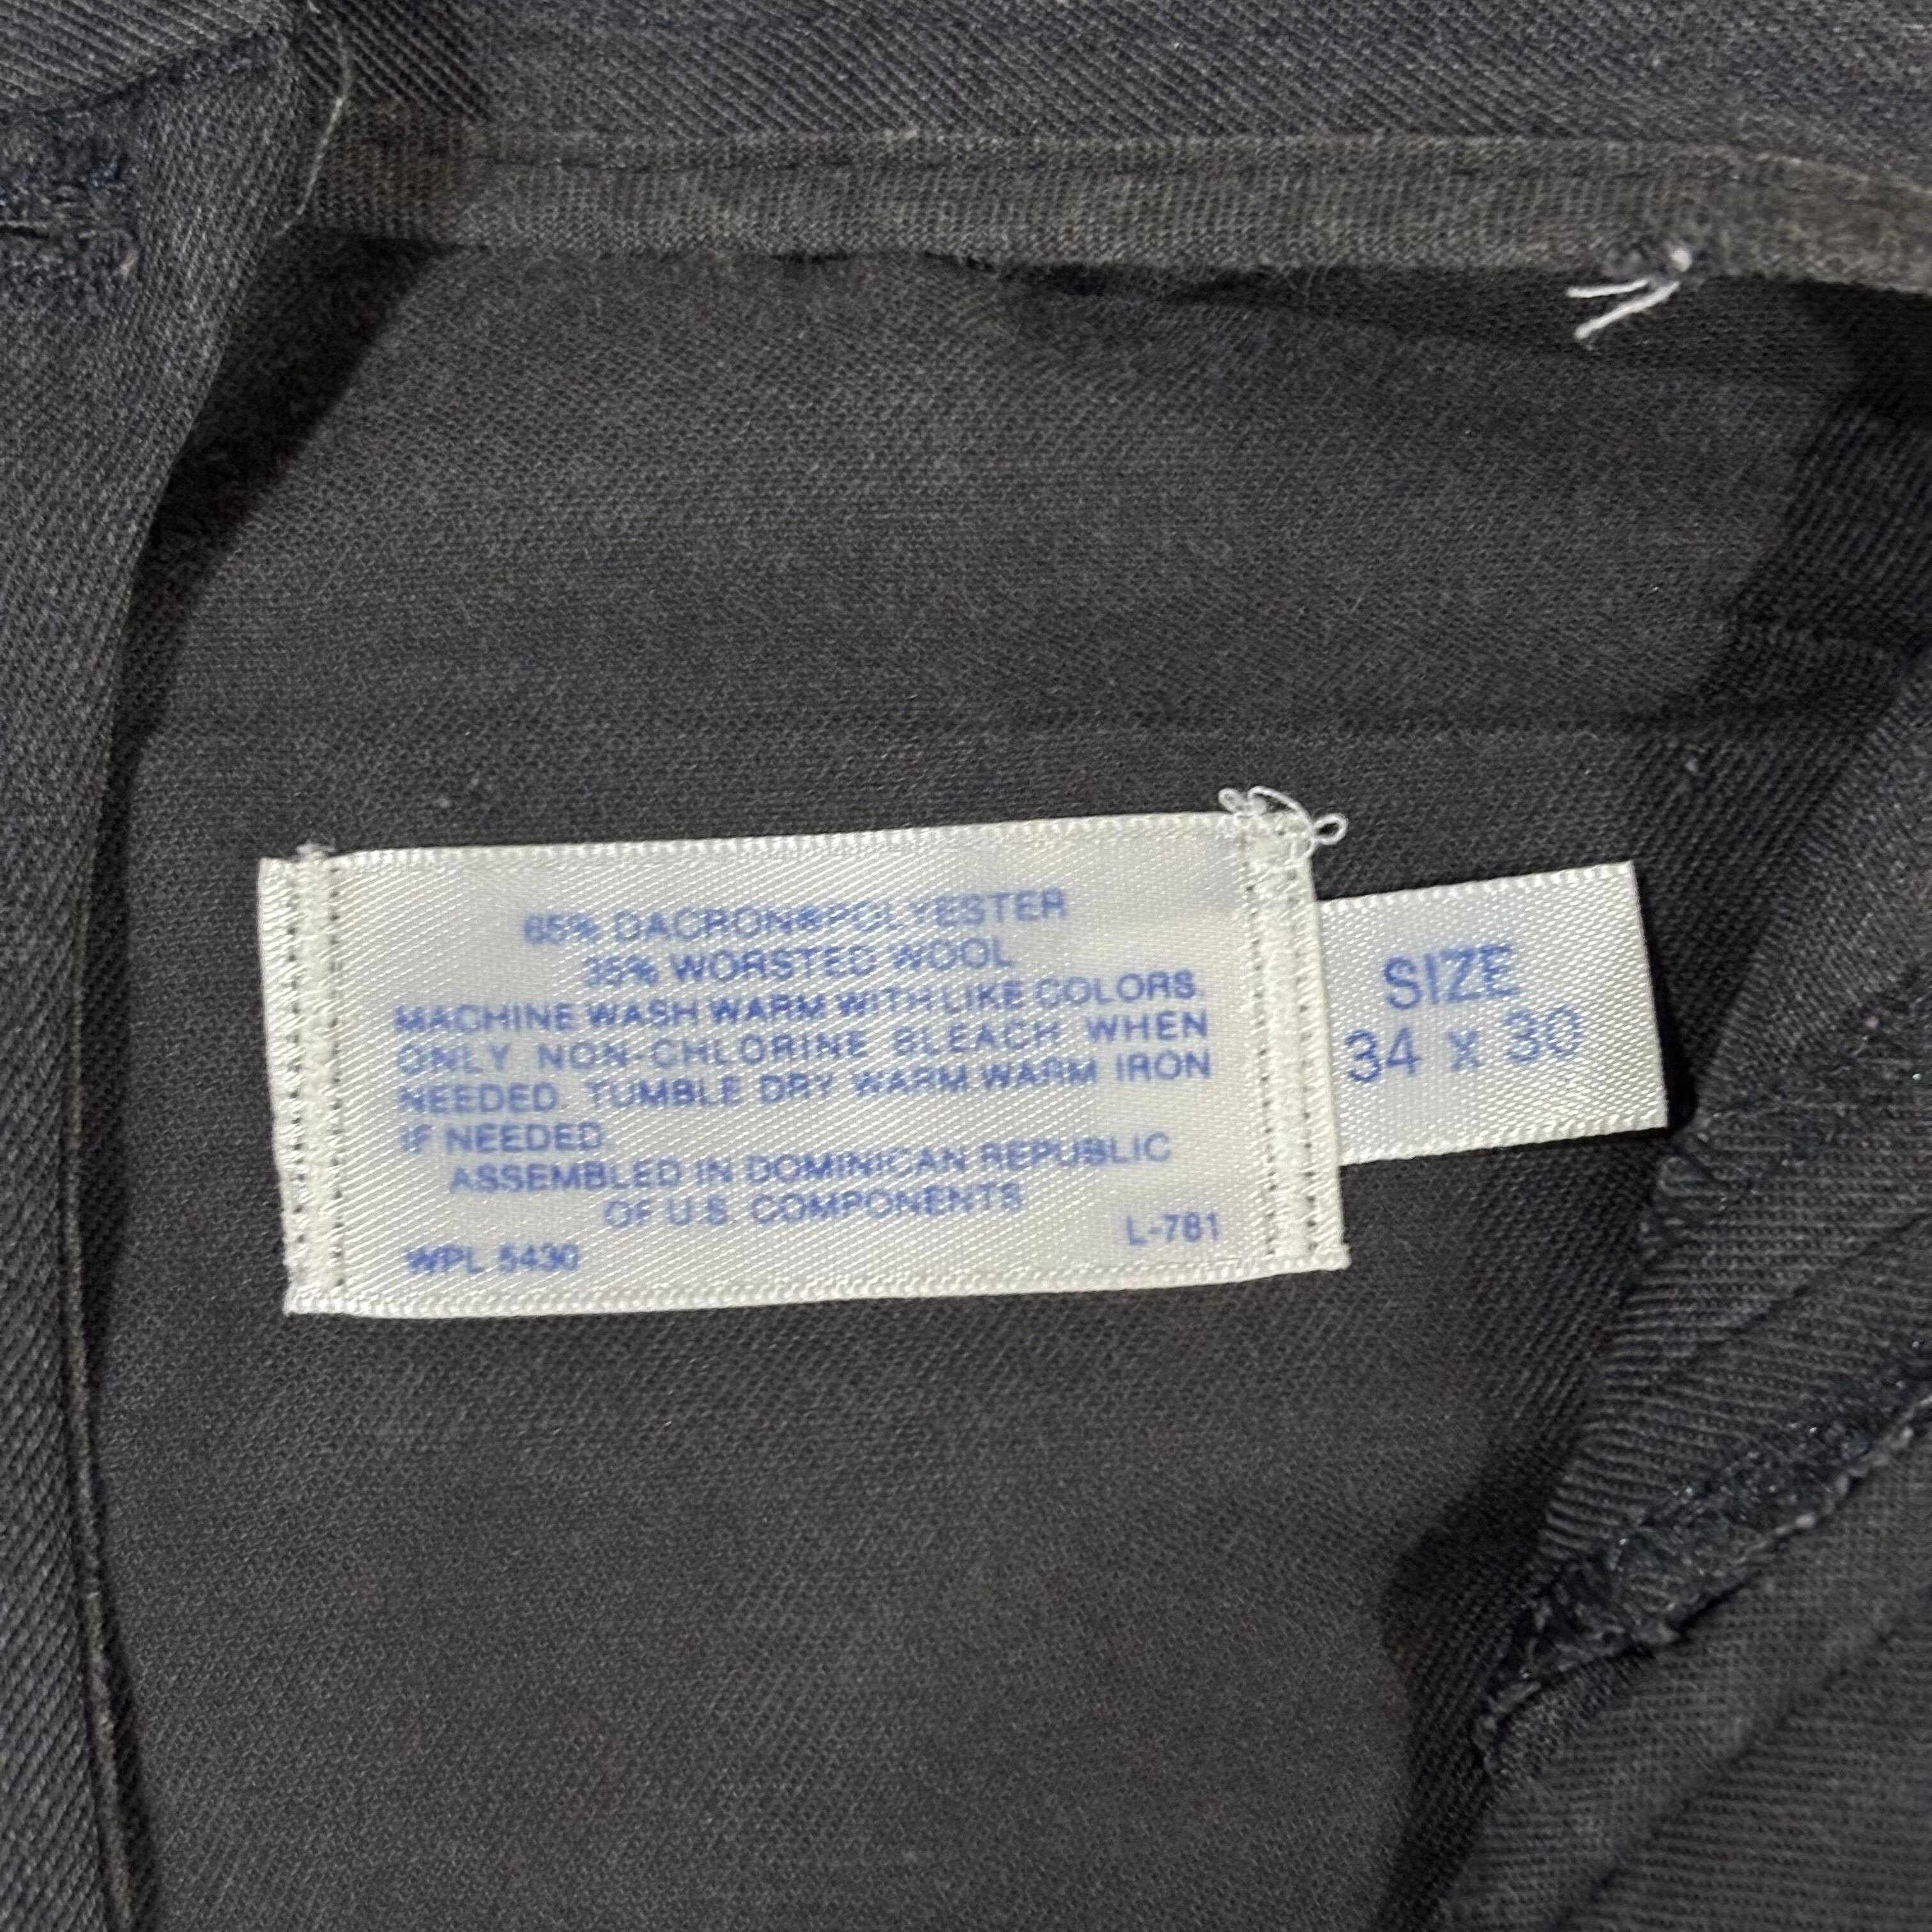 65% DACRON®POLYESTER
35% WORSTED WOOL
MACHINE WASH WARM WITH LIKE COLORS.
ONLY NON-CHLORINE BLEACH WHEN
NEEDED. TUMBLE DRY WARM. WARM IRON
IF NEEDED.
ASSEMBLED IN DOMINICAN REPUBLIC
OF U.S. COMPONENTS
WPL 5430
L-781
SIZE
34 x 30